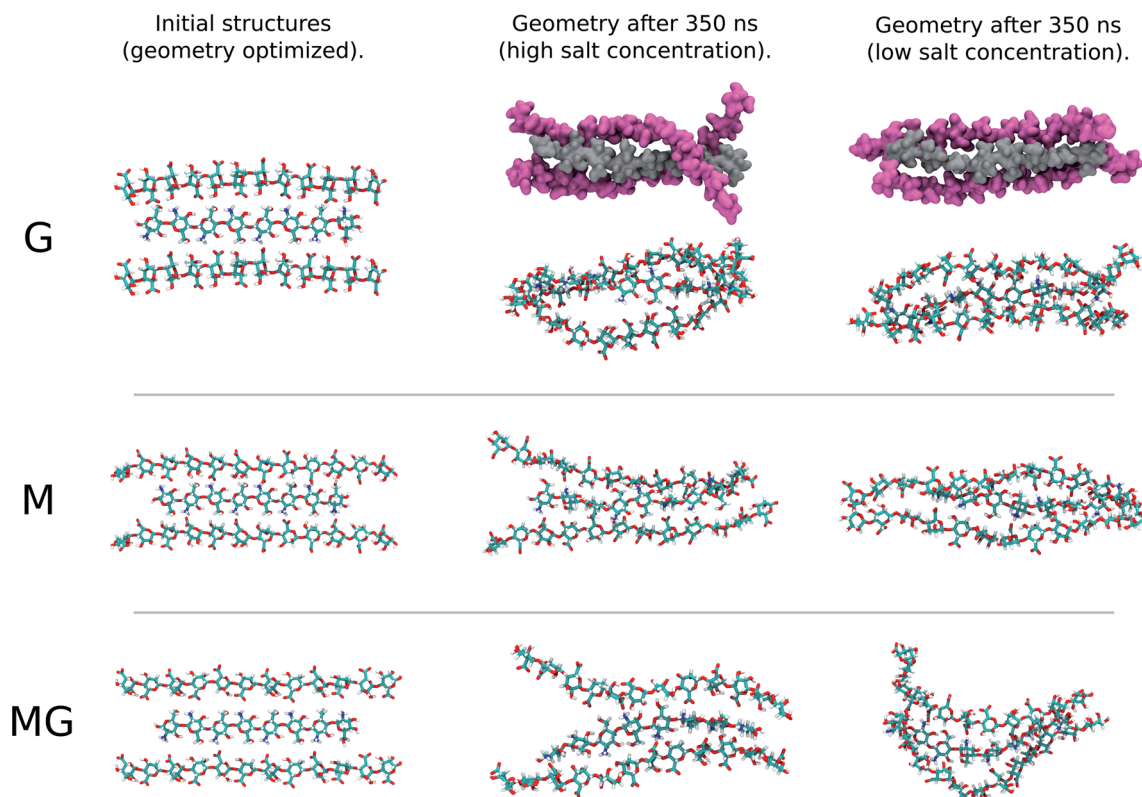 Initial structures
(geometry optimized).
Geometry after 350 ns
(high salt concentration).
Geometry after 350 ns
(low salt concentration).
G
M
MG